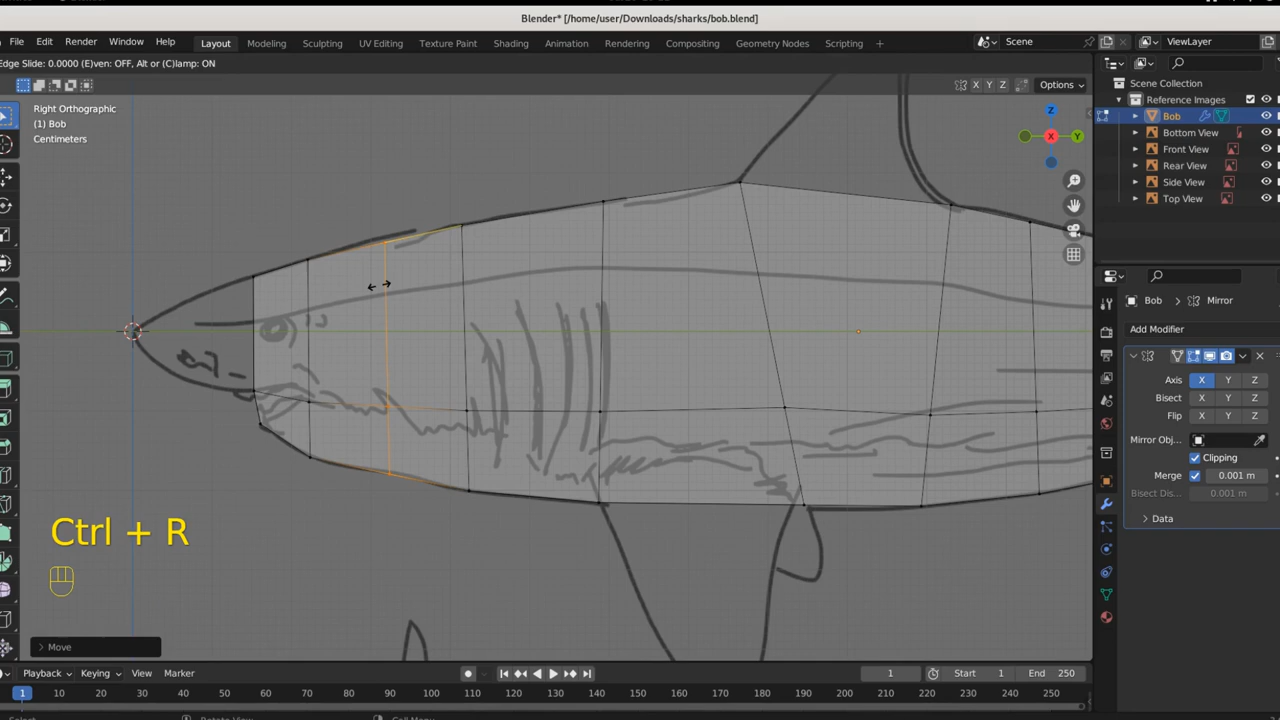 Blender* [/home/user/Downloads/sharks/bob.blend]
File Edit Render Window Help Layout Modeling Sculpting UV Editing Texture Paint Shading Animation Rendering Compositing Geometry Nodes Scripting + Scene ViewLayer
Edge Slide: 0.0000 (E)ven: OFF, Alt or (C)lamp: ON
X Y Z Options
Scene Collection
Reference Images
Bob
Bottom View
Front View
Rear View
Side View
Top View
Right Orthographic
(1) Bob
Centimeters
Z
Y
X
Bob Mirror
Add Modifier
Axis X Y Z
Bisect X Y Z
Flip X Y Z
Mirror Obj...
Clipping
Merge 0.001 m
Bisect Dis... 0.001 m
Data
Ctrl + R
Move
Playback Keying View Marker 1 Start 1 End 250
1 10 20 30 40 50 60 70 80 90 100 110 120 130 140 150 160 170 180 190 200 210 220 230 240 250